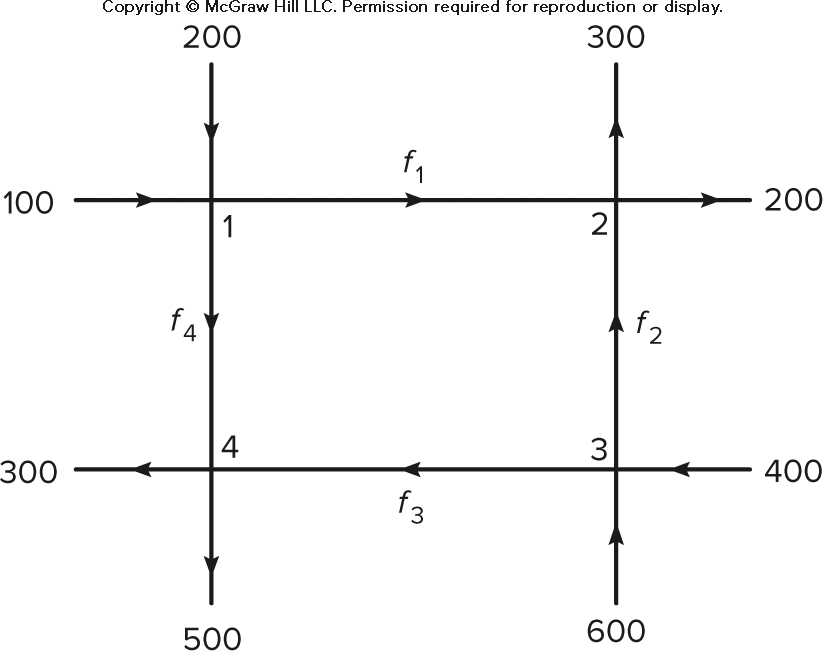 Copyright © McGraw Hill LLC. Permission required for reproduction or display.
200
300
f1
100
200
1
2
f4
f2
4
3
300
400
f3
500
600